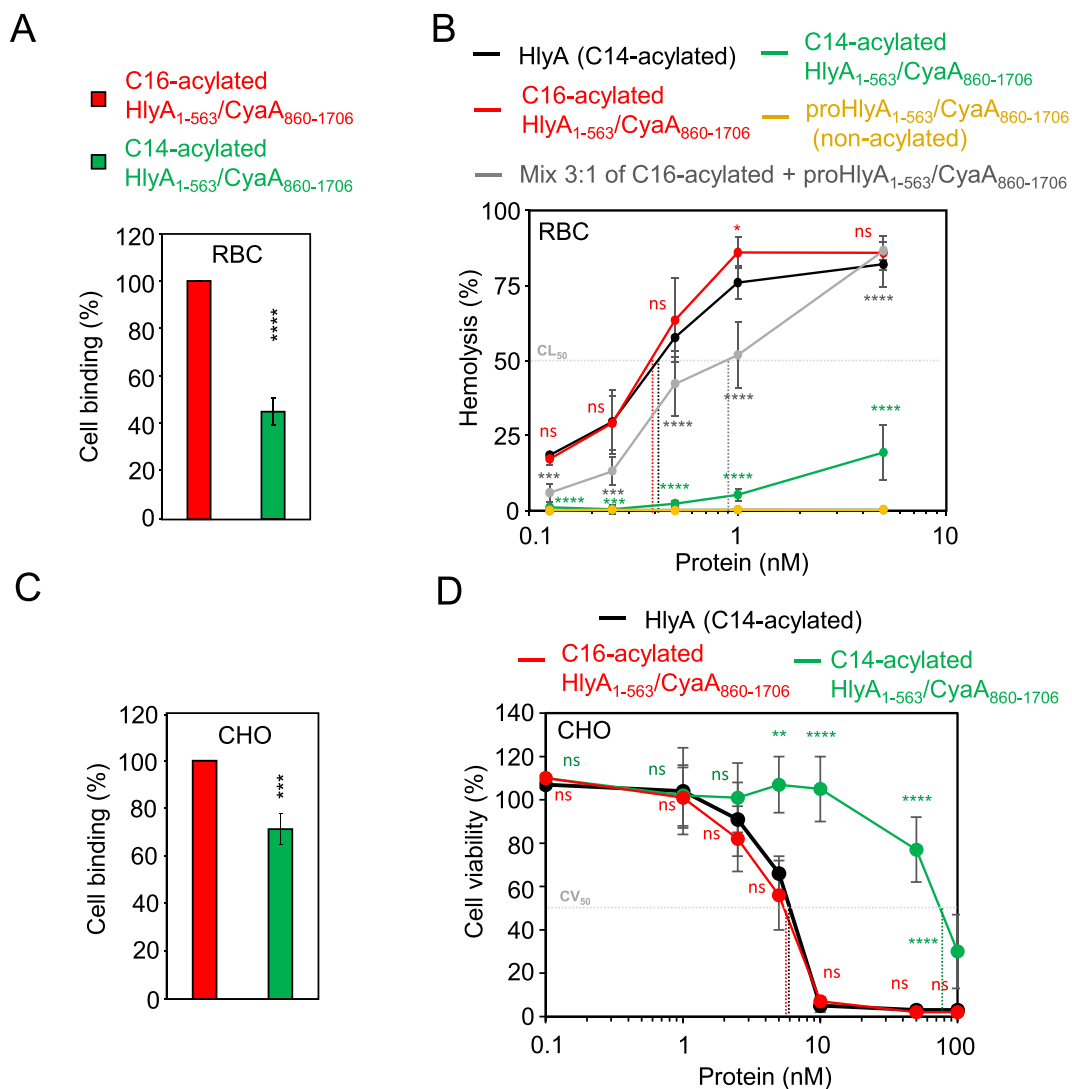 A
C16-acylated
HlyA1-563/CyaA860-1706
C14-acylated
HlyA1-563/CyaA860-1706
RBC
Cell binding (%)
120
100
80
60
40
20
0
****
B
HlyA (C14-acylated)
C14-acylated
HlyA1-563/CyaA860-1706
C16-acylated
HlyA1-563/CyaA860-1706
proHlyA1-563/CyaA860-1706
(non-acylated)
Mix 3:1 of C16-acylated + proHlyA1-563/CyaA860-1706
RBC
Hemolysis (%)
100
75
50
25
0
CL50
ns
ns
ns
*
ns
***
***
****
****
****
****
***
****
****
****
0.1
1
10
Protein (nM)
C
CHO
Cell binding (%)
120
100
80
60
40
20
0
***
D
HlyA (C14-acylated)
C16-acylated
HlyA1-563/CyaA860-1706
C14-acylated
HlyA1-563/CyaA860-1706
CHO
Cell viability (%)
140
120
100
80
60
40
20
0
CV50
ns
ns
ns
**
****
****
****
ns
ns
ns
ns
ns
ns
ns
0.1
1
10
100
Protein (nM)